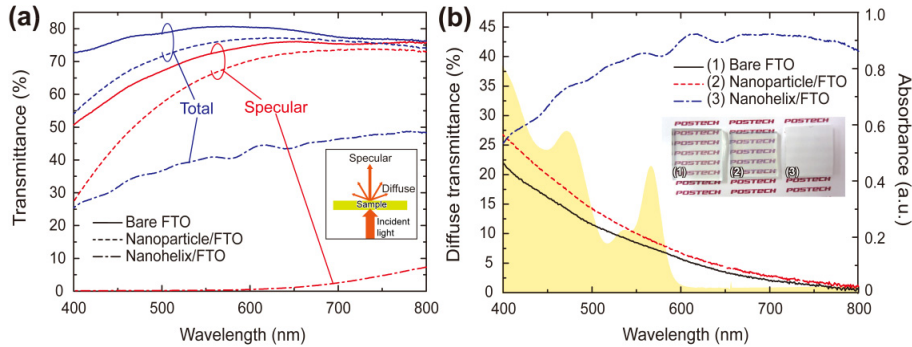 (a)
80
70
60
50
40
30
20
10
0
Transmittance (%)
Total
Specular
Bare FTO
Nanoparticle/FTO
Nanohelix/FTO
Specular
Diffuse
Sample
Incident
light
400
500
600
700
800
Wavelength (nm)
(b)
45
40
35
30
25
20
15
10
5
0
Diffuse transmittance (%)
(1) Bare FTO
(2) Nanoparticle/FTO
(3) Nanohelix/FTO
POSTECH POSTECH POSTECH
(1)
(2)
(3)
1.0
0.8
0.6
0.4
0.2
0
Absorbance (a.u.)
400
500
600
700
800
Wavelength (nm)